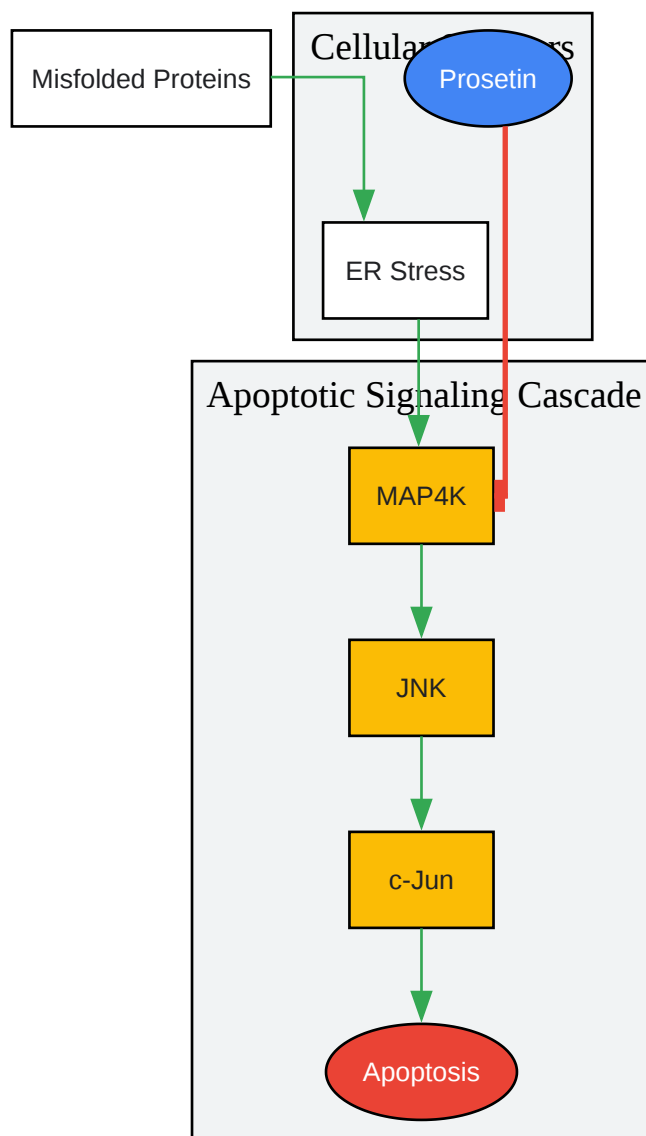 Cellular
Misfolded Proteins
Prosetin
ER Stress
Apoptotic Signaling Cascade
MAP4K
JNK
c-Jun
Apoptosis